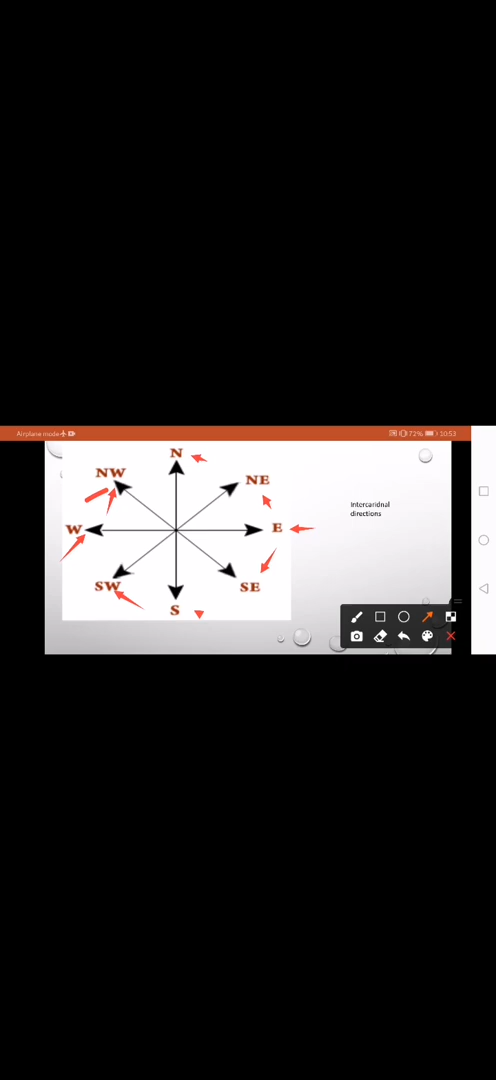 Airplane mode 72% 10:53
N
NW
NE
W
E
SW
SE
S
Intercaridnal
directions